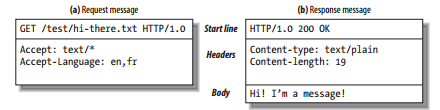 (a) Request message
GET /test/hi-there.txt HTTP/1.0
Accept: text/*
Accept-Language: en,fr
Start line
Headers
Body
(b) Response message
HTTP/1.0 200 OK
Content-type: text/plain
Content-length: 19
Hi! I'm a message!